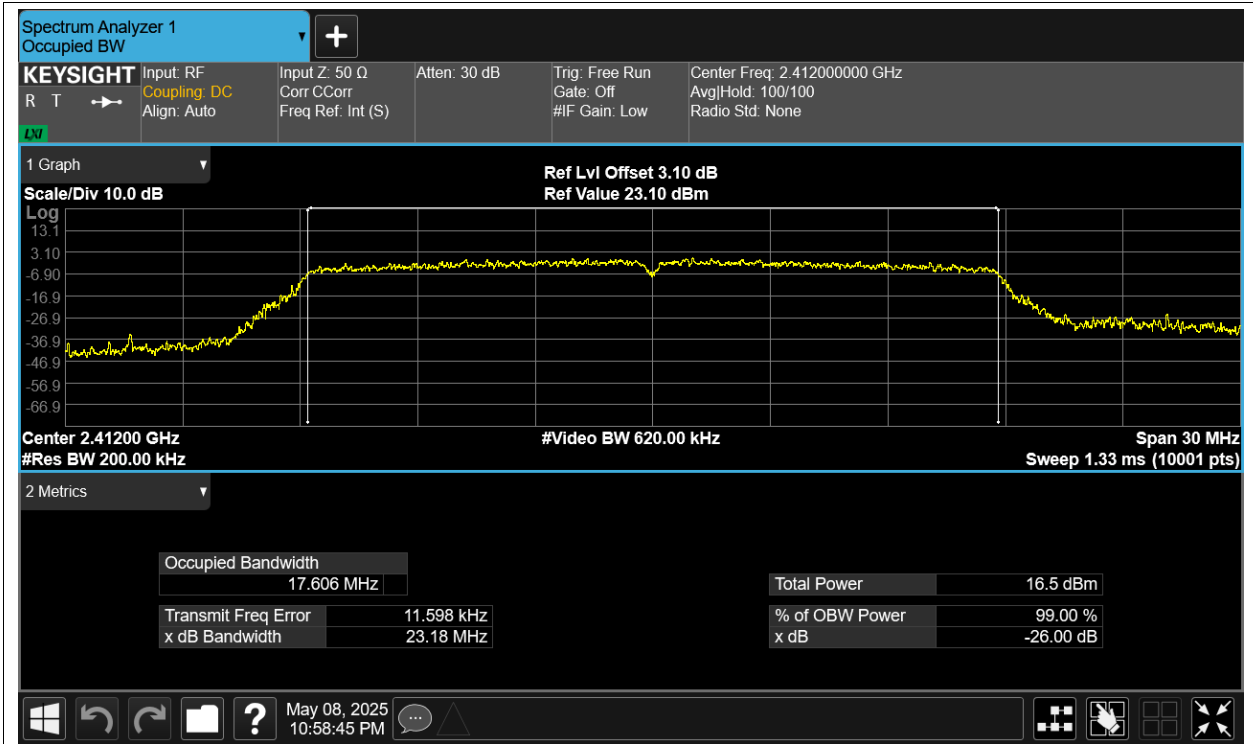 Spectrum Analyzer 1
Occupied BW
KEYSIGHT
R T
LXI
Input: RF
Coupling: DC
Align: Auto
Input Z: 50 Ω
Corr CCorr
Freq Ref: Int (S)
Atten: 30 dB
Trig: Free Run
Gate: Off
#IF Gain: Low
Center Freq: 2.412000000 GHz
Avg|Hold: 100/100
Radio Std: None
1 Graph
Ref Lvl Offset 3.10 dB
Scale/Div 10.0 dB
Ref Value 23.10 dBm
Log
13.1
3.10
-6.90
-16.9
-26.9
-36.9
-46.9
-56.9
-66.9
Center 2.41200 GHz
#Video BW 620.00 kHz
Span 30 MHz
#Res BW 200.00 kHz
Sweep 1.33 ms (10001 pts)
2 Metrics
Occupied Bandwidth
17.606 MHz
Total Power 16.5 dBm
Transmit Freq Error 11.598 kHz
% of OBW Power 99.00 %
x dB Bandwidth 23.18 MHz
x dB -26.00 dB
?
May 08, 2025
10:58:45 PM